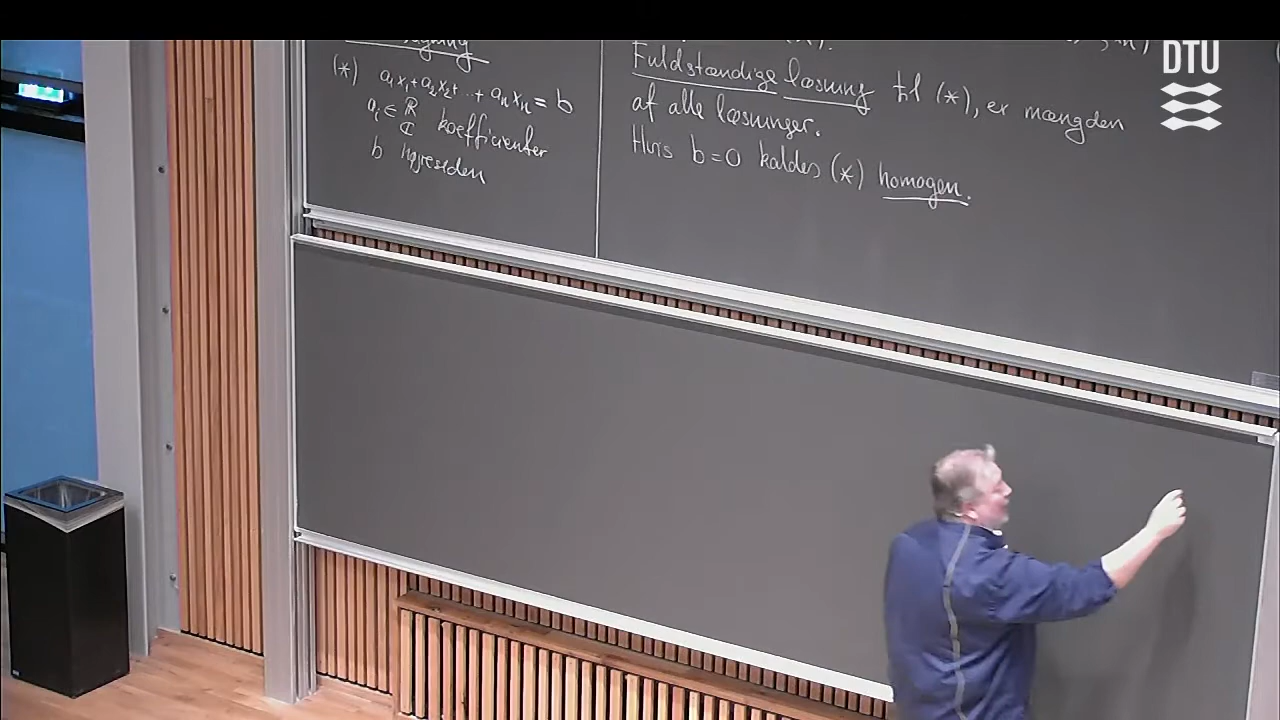 (*) a₁x₁+a₂x₂+...+aₙxₙ = b
aᵢ ∈ ℝ koefficienter
ℂ
b højresiden
Fuldstændige løsning til (*), er mængden
af alle løsninger.
Hvis b=0 kaldes (*) homogen.
DTU